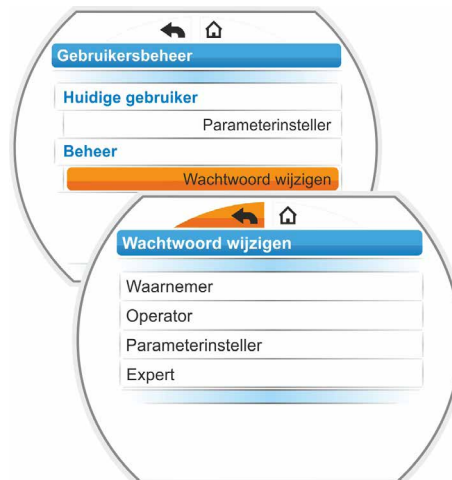 Gebruikersbeheer
Huidige gebruiker
Parameterinsteller
Beheer
Wachtwoord wijzigen
Wachtwoord wijzigen
Waarnemer
Operator
Parameterinsteller
Expert